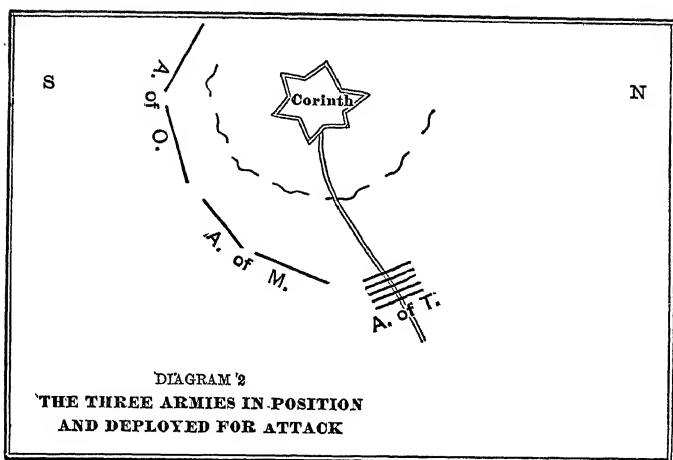 S
N
Corinth
A. of O.
A. of M.
A. of T.
DIAGRAM 2
THE THREE ARMIES IN POSITION
AND DEPLOYED FOR ATTACK